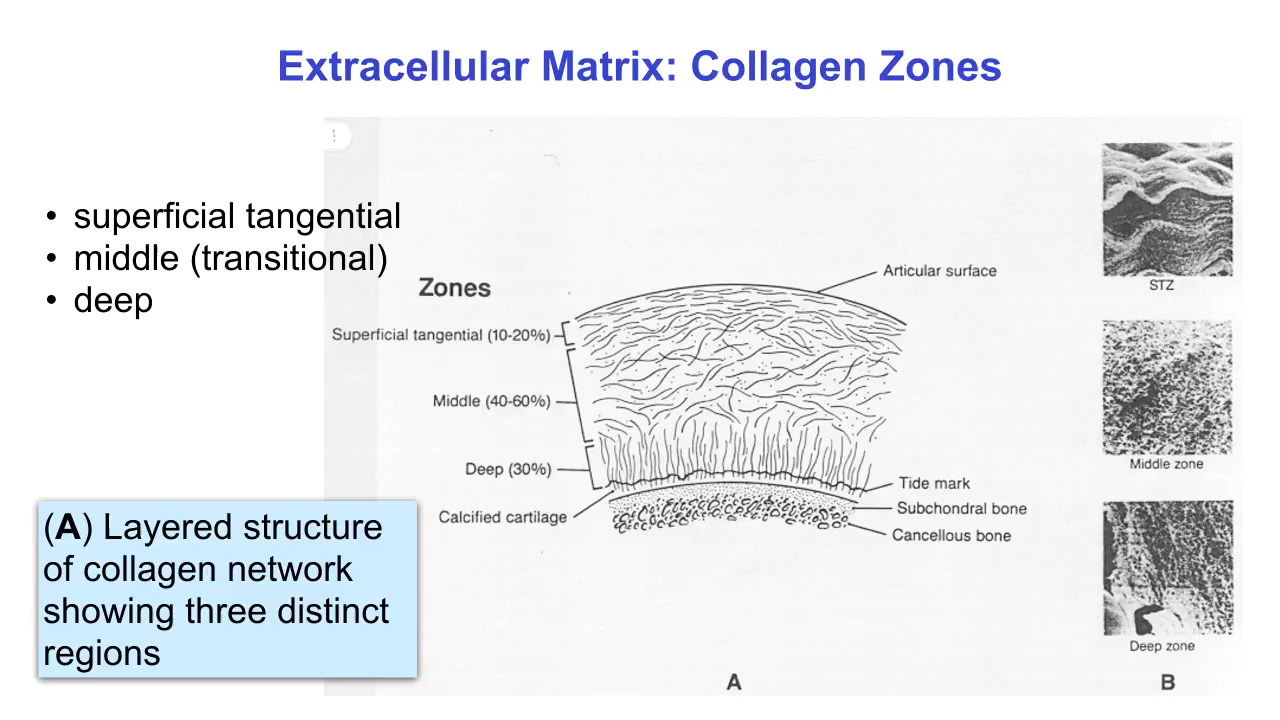 Extracellular Matrix: Collagen Zones
• superficial tangential
• middle (transitional)
• deep
Zones
Articular surface
Superficial tangential (10-20%)
Middle (40-60%)
Deep (30%)
Calcified cartilage
Tide mark
Subchondral bone
Cancellous bone
STZ
Middle zone
Deep zone
A
B
(A) Layered structure
of collagen network
showing three distinct
regions